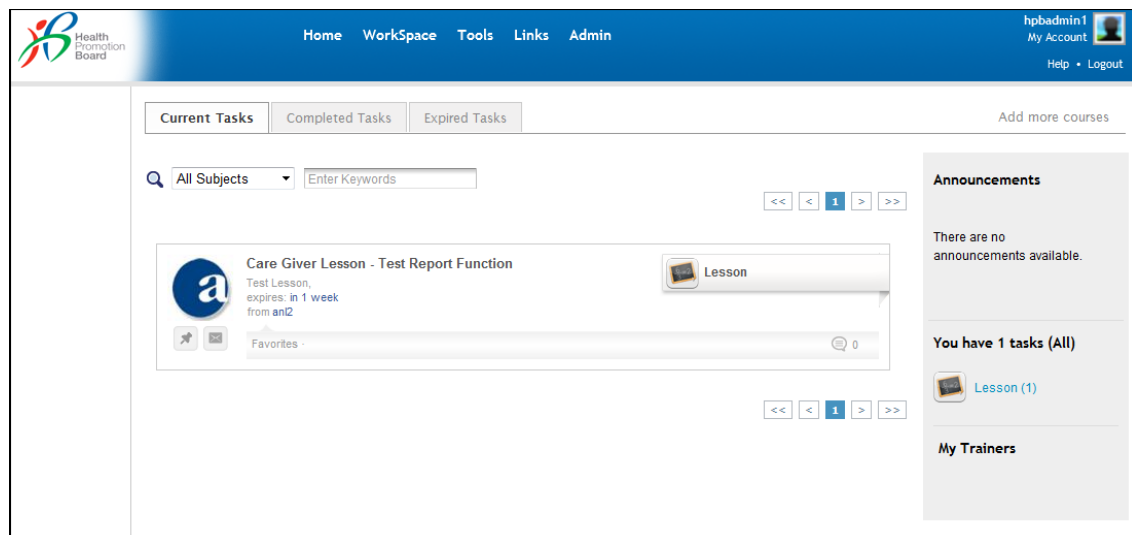 Health
Promotion
Board
Home WorkSpace Tools Links Admin
hpbadmin1
My Account
Help • Logout
Current Tasks Completed Tasks Expired Tasks
Add more courses
All Subjects Enter Keywords
<< < 1 > >>
Care Giver Lesson - Test Report Function
Test Lesson,
expires: in 1 week
from anl2
Lesson
Favorites ·
0
<< < 1 > >>
Announcements
There are no
announcements available.
You have 1 tasks (All)
Lesson (1)
My Trainers